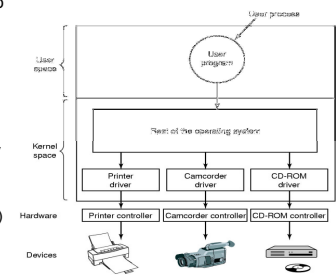 User process
User
program
User
space
Rest of the operating system
Kernel
space
Printer
driver
Camcorder
driver
CD-ROM
driver
Hardware
Printer controller
Camcorder controller
CD-ROM controller
Devices